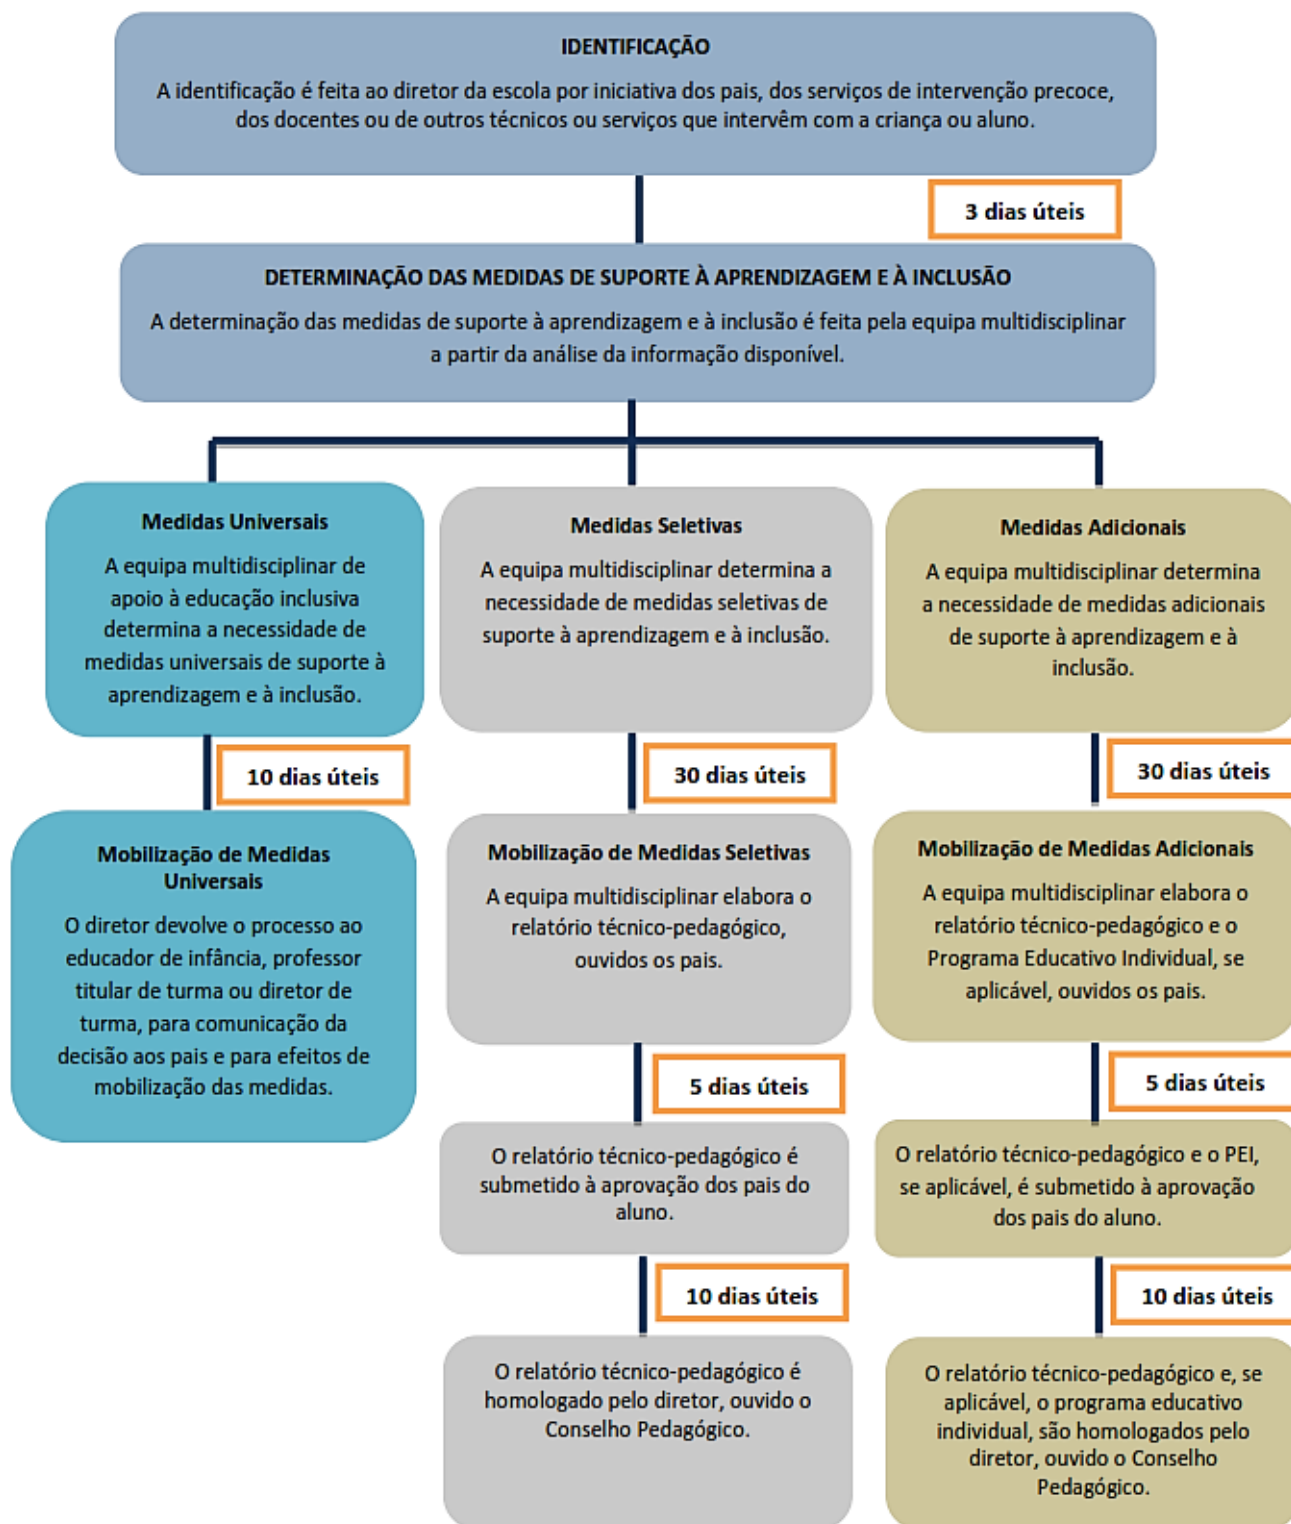 IDENTIFICAÇÃO
A identificação é feita ao diretor da escola por iniciativa dos pais, dos serviços de intervenção precoce,
dos docentes ou de outros técnicos ou serviços que intervêm com a criança ou aluno.
3 dias úteis
DETERMINAÇÃO DAS MEDIDAS DE SUPORTE À APRENDIZAGEM E À INCLUSÃO
A determinação das medidas de suporte à aprendizagem e à inclusão é feita pela equipa multidisciplinar
a partir da análise da informação disponível.
Medidas Universais
A equipa multidisciplinar de
apoio à educação inclusiva
determina a necessidade de
medidas universais de suporte à
aprendizagem e à inclusão.
10 dias úteis
Mobilização de Medidas
Universais
O diretor devolve o processo ao
educador de infância, professor
titular de turma ou diretor de
turma, para comunicação da
decisão aos pais e para efeitos de
mobilização das medidas.
Medidas Seletivas
A equipa multidisciplinar determina a
necessidade de medidas seletivas de
suporte à aprendizagem e à inclusão.
30 dias úteis
Mobilização de Medidas Seletivas
A equipa multidisciplinar elabora o
relatório técnico-pedagógico,
ouvidos os pais.
5 dias úteis
O relatório técnico-pedagógico é
submetido à aprovação dos pais do
aluno.
10 dias úteis
O relatório técnico-pedagógico é
homologado pelo diretor, ouvido o
Conselho Pedagógico.
Medidas Adicionais
A equipa multidisciplinar determina
a necessidade de medidas adicionais
de suporte à aprendizagem e à
inclusão.
30 dias úteis
Mobilização de Medidas Adicionais
A equipa multidisciplinar elabora o
relatório técnico-pedagógico e o
Programa Educativo Individual, se
aplicável, ouvidos os pais.
5 dias úteis
O relatório técnico-pedagógico e o PEI,
se aplicável, é submetido à aprovação
dos pais do aluno.
10 dias úteis
O relatório técnico-pedagógico e, se
aplicável, o programa educativo
individual, são homologados pelo
diretor, ouvido o Conselho
Pedagógico.